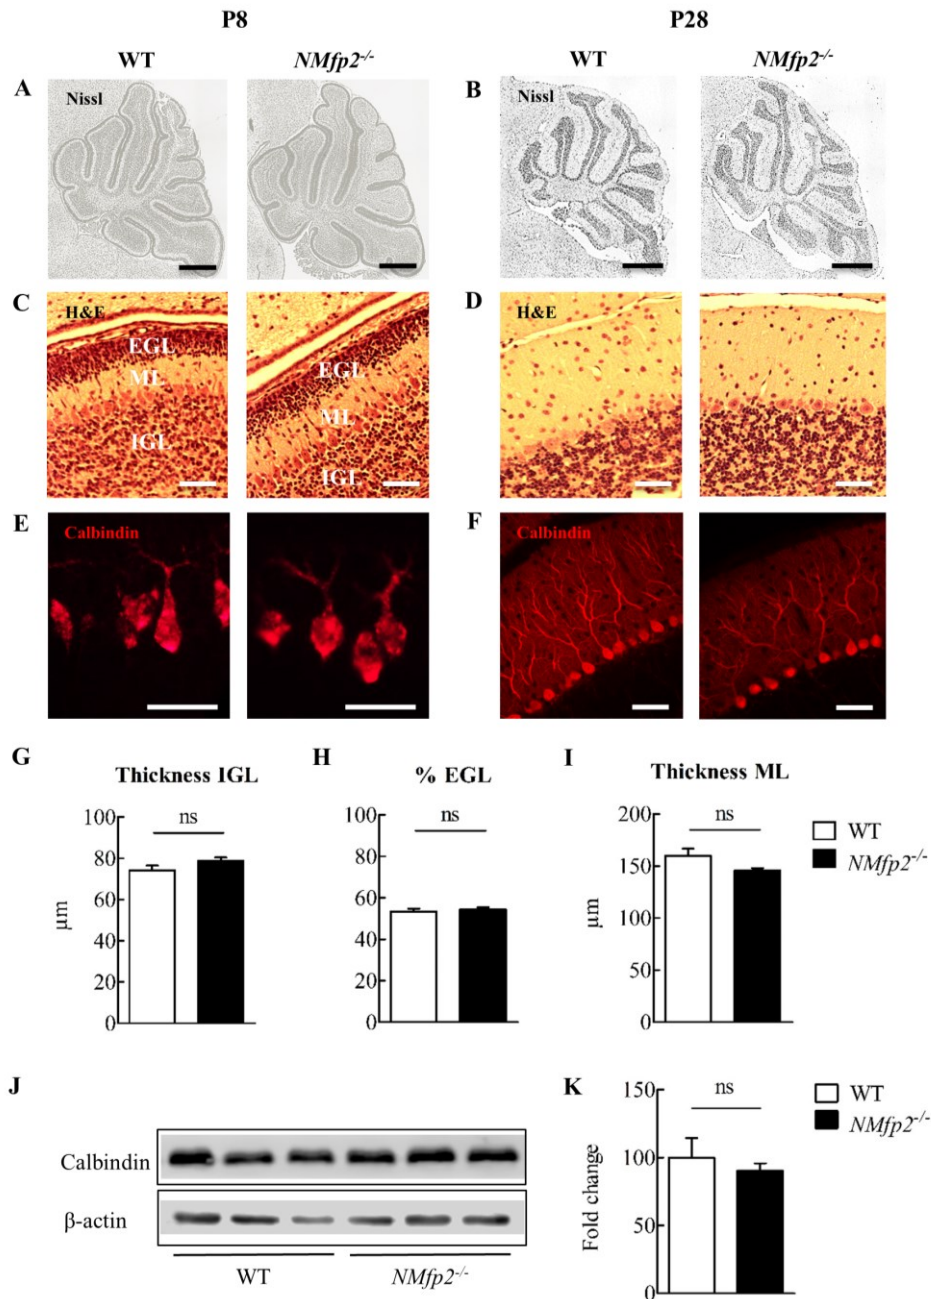 P8 P28
WT NMfp2-/- WT NMfp2-/-
A Nissl B Nissl
C H&E D H&E
EGL EGL
ML ML
IGL IGL
E Calbindin F Calbindin
G H I
Thickness IGL % EGL Thickness ML
100 ns 100 ns 200 ns
80 80 150
60 60 100
40 40 50
20 20 0
0 0
μm μm
WT
NMfp2-/-
J K
Calbindin
β-actin
WT NMfp2-/-
150 ns
100
50
0
Fold change
WT
NMfp2-/-